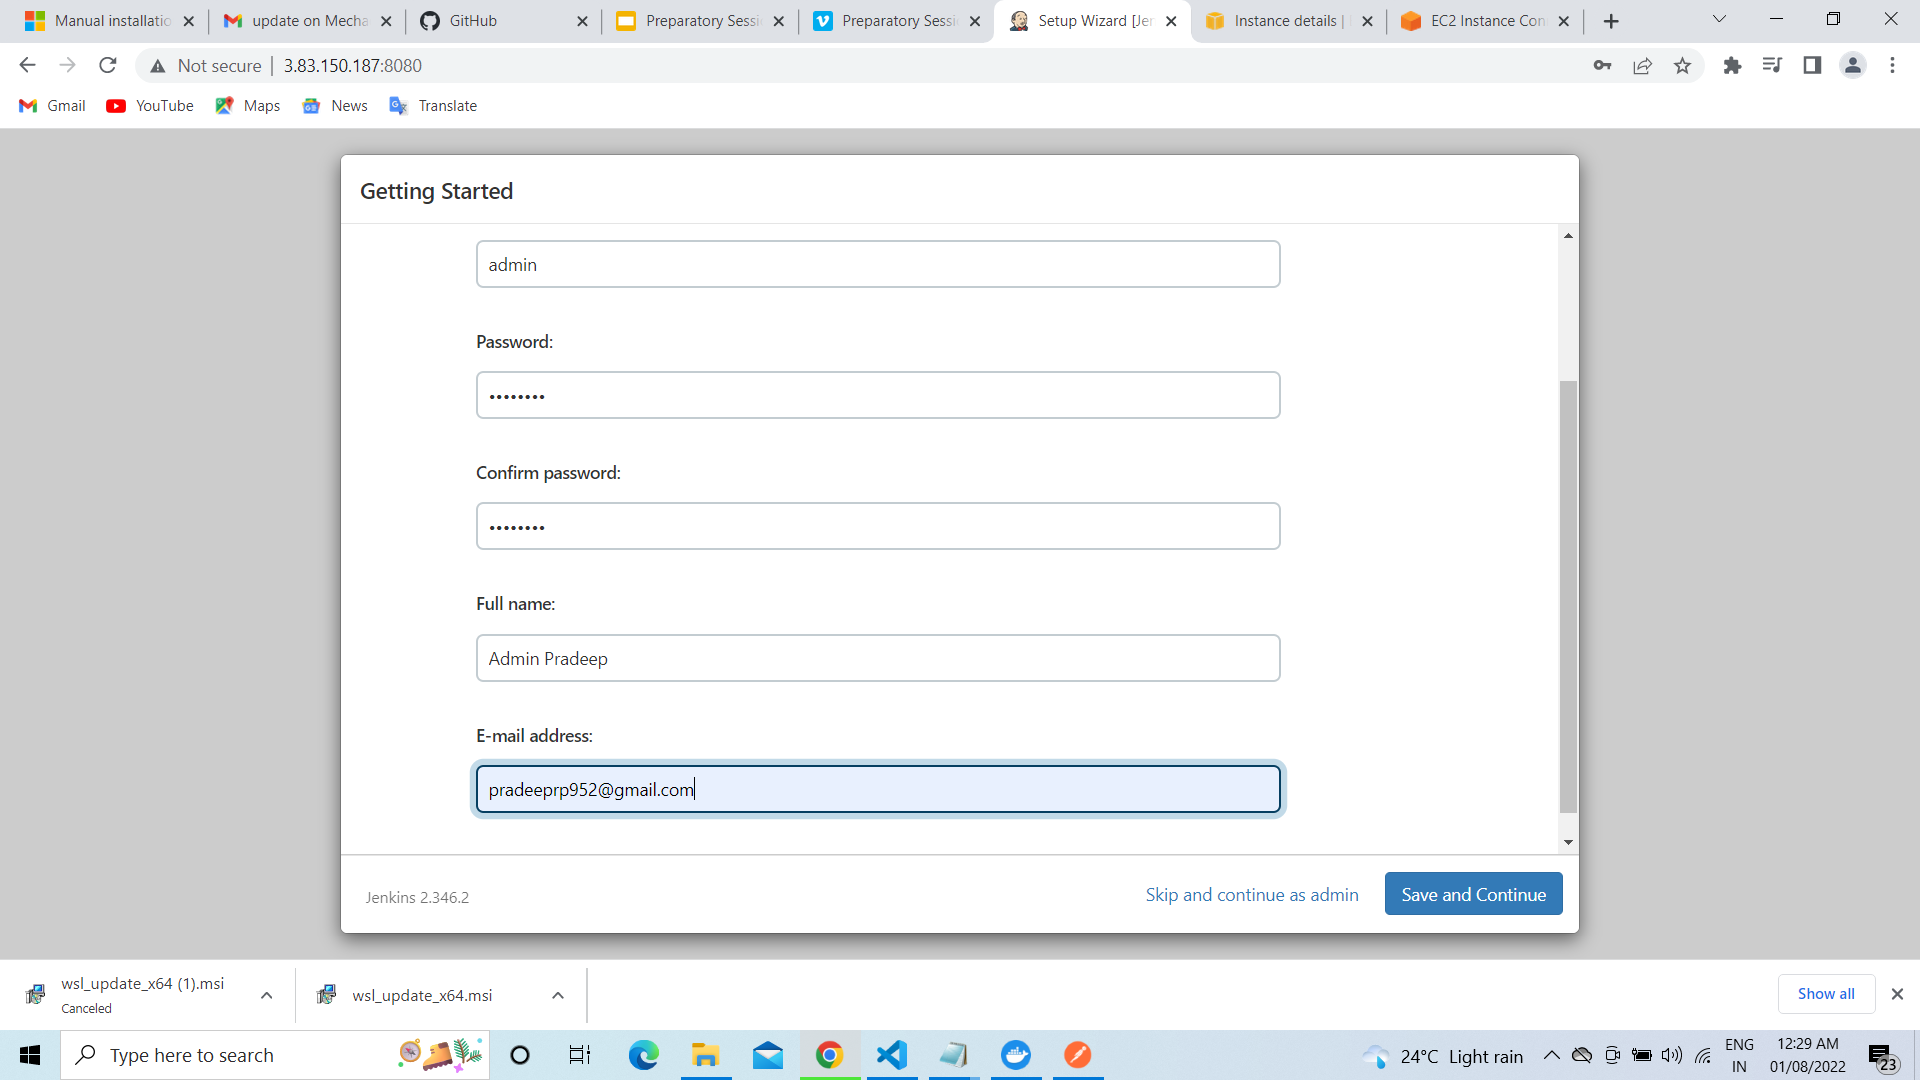 Manual installatio
update on Mecha
GitHub
Preparatory Sessi
Preparatory Sessi
Setup Wizard [Jer
Instance details |
EC2 Instance Con
Not secure
3.83.150.187:8080
Gmail
YouTube
Maps
News
Translate
Getting Started
admin
Password:
••••••••
Confirm password:
••••••••
Full name:
Admin Pradeep
E-mail address:
pradeeprp952@gmail.com
Jenkins 2.346.2
Skip and continue as admin
Save and Continue
wsl_update_x64 (1).msi
Canceled
wsl_update_x64.msi
Show all
Type here to search
24°C Light rain
ENG
IN
12:29 AM
01/08/2022
23